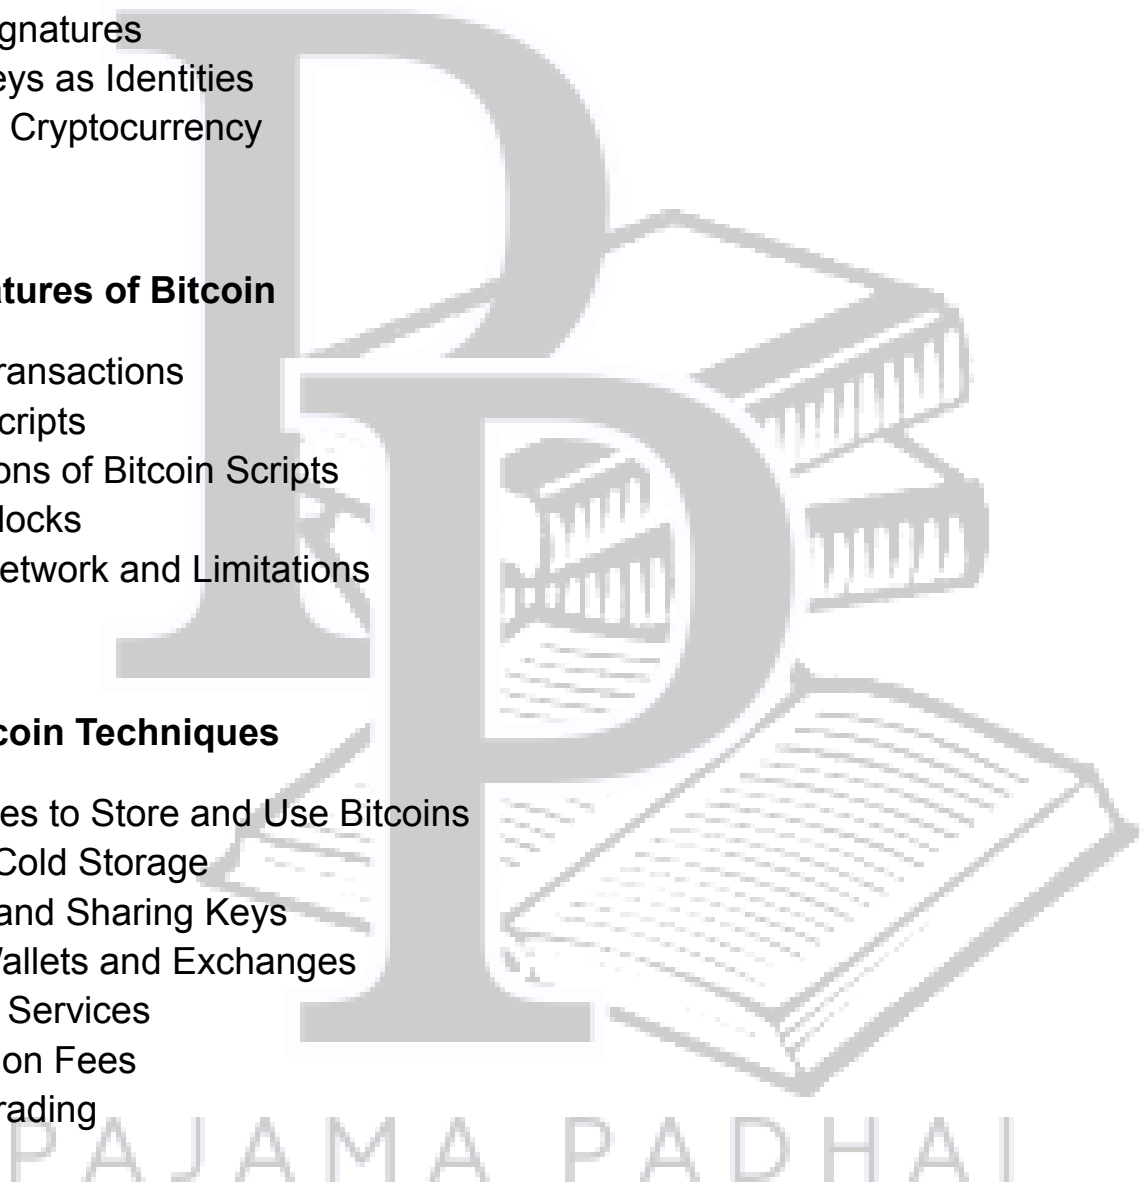 gnatures
eys as Identities
Cryptocurrency
atures of Bitcoin
ransactions
cripts
ons of Bitcoin Scripts
locks
etwork and Limitations
coin Techniques
es to Store and Use Bitcoins
Cold Storage
and Sharing Keys
Vallets and Exchanges
Services
on Fees
rading
PAJAMA PADHAI